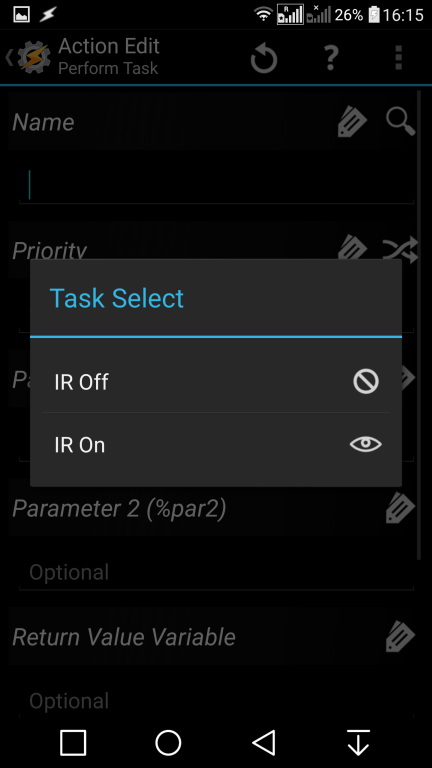 26% 16:15
Action Edit
Perform Task
?
Name
Priority
Task Select
IR Off
IR On
Parameter 2 (%par2)
Optional
Return Value Variable
Optional